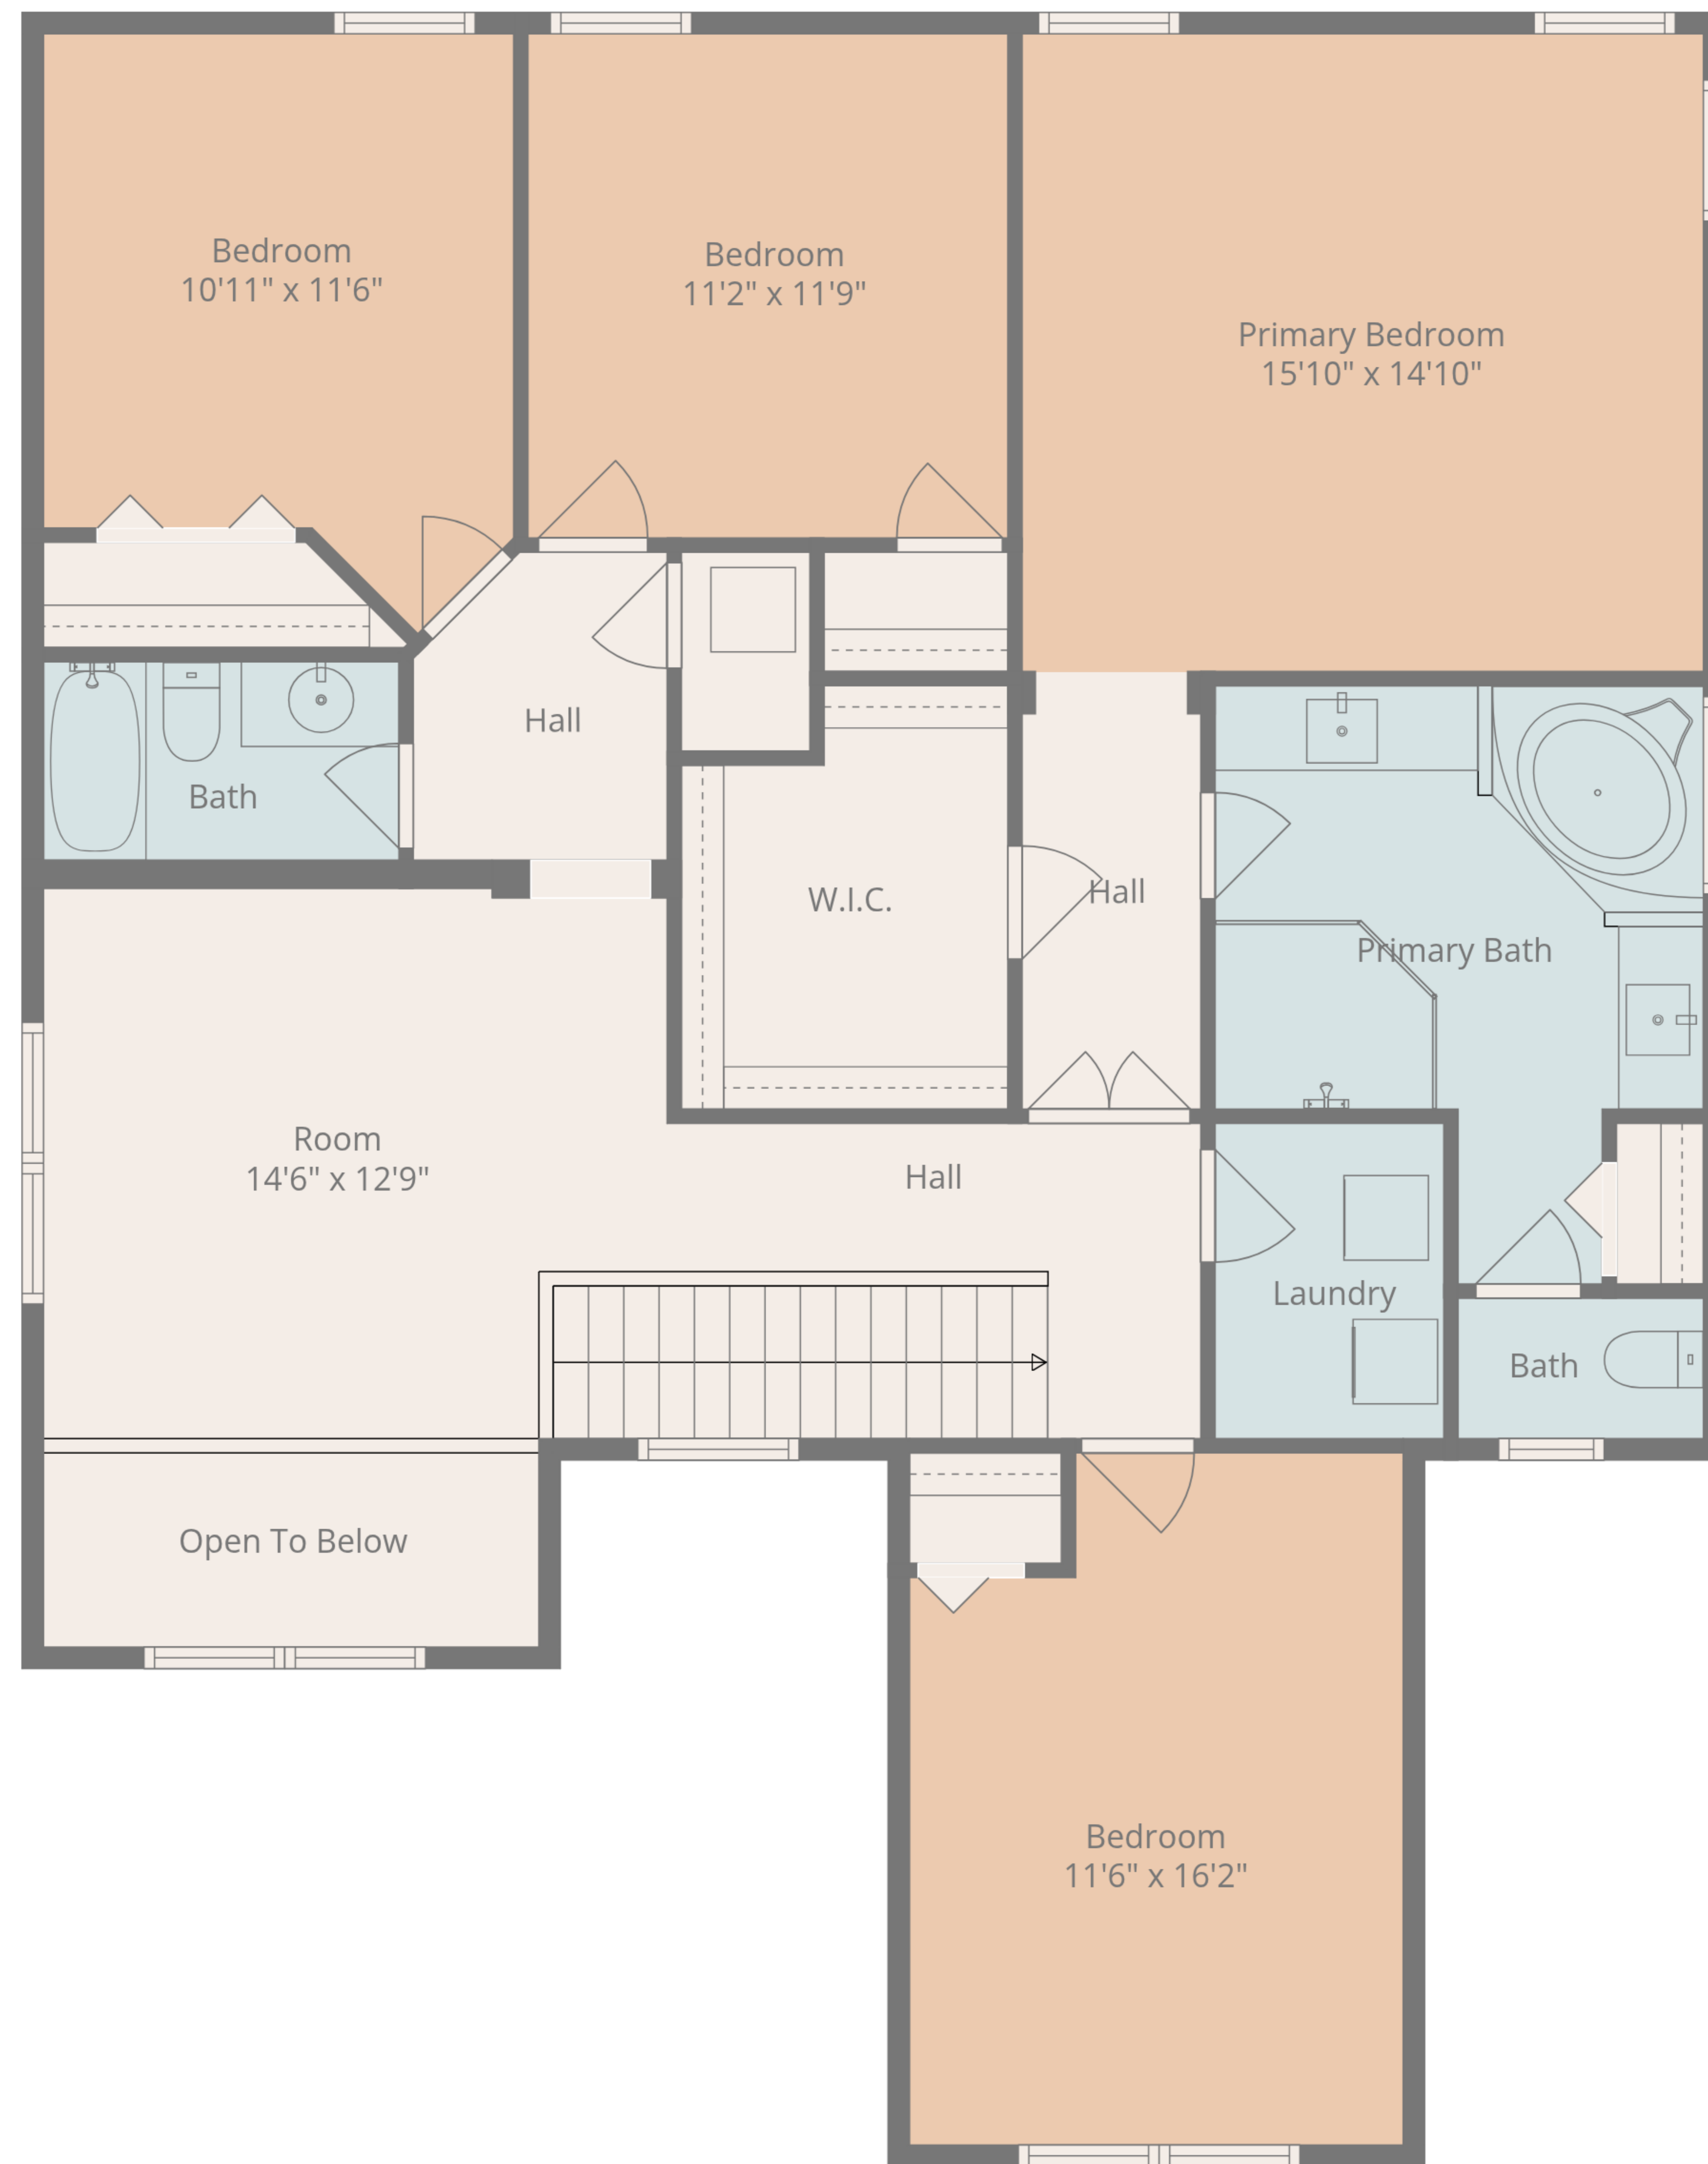 Bedroom
10'11" x 11'6"
Bedroom
11'2" x 11'9"
Primary Bedroom
15'10" x 14'10"
Hall
Bath
W.I.C.
Hall
Primary Bath
Room
14'6" x 12'9"
Hall
Laundry
Bath
Open To Below
Bedroom
11'6" x 16'2"